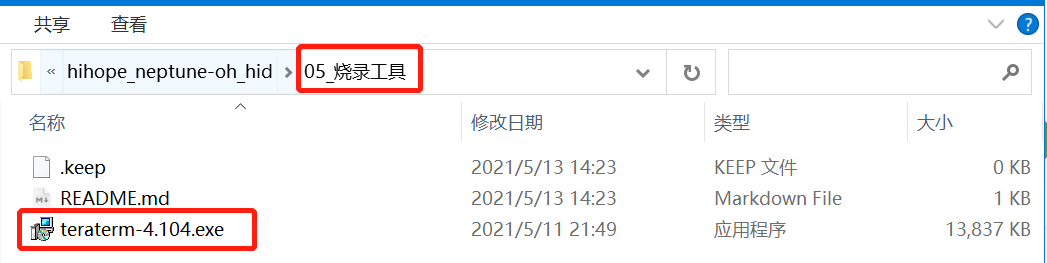 共享 查看
?
« hihope_neptune-oh_hid › 05_烧录工具
名称 修改日期 类型 大小
.keep 2021/5/13 14:23 KEEP 文件 0 KB
README.md 2021/5/13 14:23 Markdown File 1 KB
teraterm-4.104.exe 2021/5/11 21:49 应用程序 13,837 KB